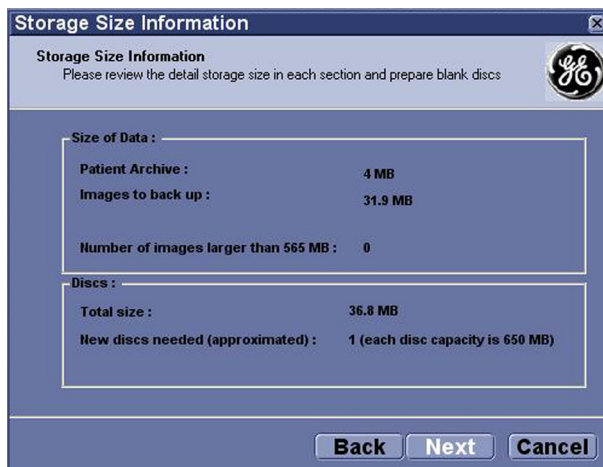 Storage Size Information
Storage Size Information
Please review the detail storage size in each section and prepare blank discs
Size of Data :
Patient Archive : 4 MB
Images to back up : 31.9 MB
Number of images larger than 565 MB : 0
Discs :
Total size : 36.8 MB
New discs needed (approximated) : 1 (each disc capacity is 650 MB)
Back Next Cancel